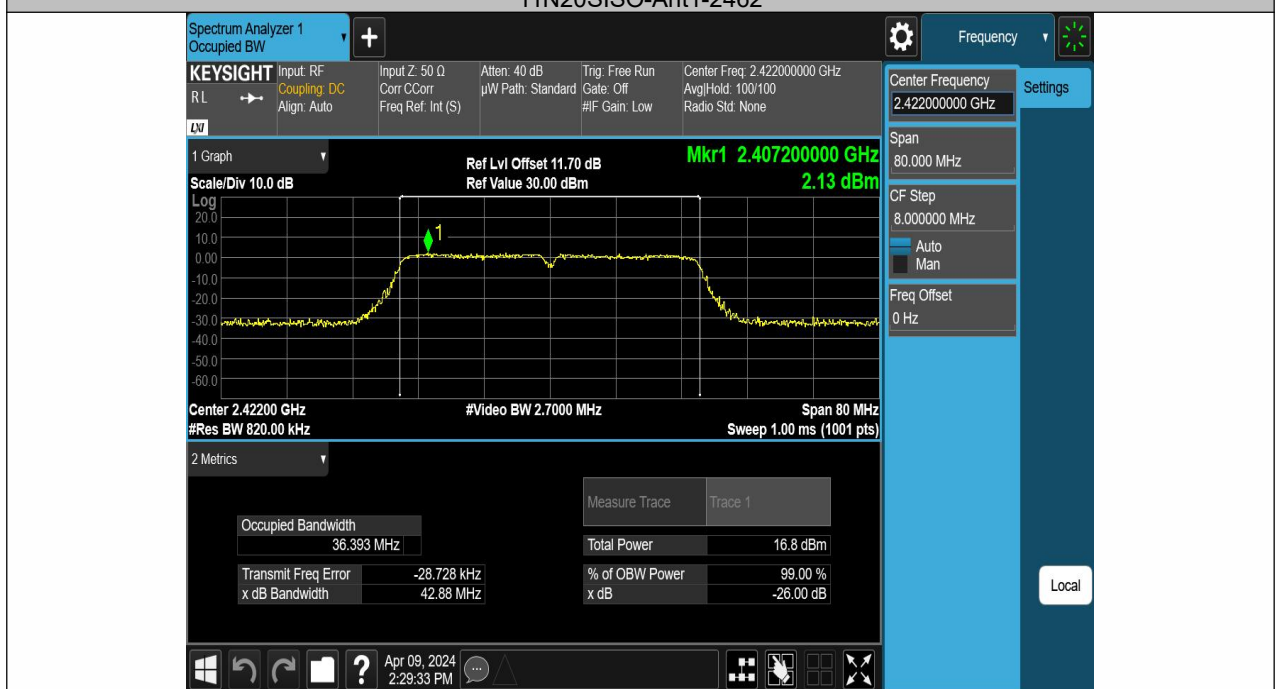 11N20SISO-Ant1-2462
Spectrum Analyzer 1
Occupied BW
+
Frequency
KEYSIGHT
RL
LXI
Input: RF
Coupling: DC
Align: Auto
Input Z: 50 Ω
Corr CCorr
Freq Ref: Int (S)
Atten: 40 dB
µW Path: Standard
Trig: Free Run
Gate: Off
#IF Gain: Low
Center Freq: 2.422000000 GHz
Avg|Hold: 100/100
Radio Std: None
Center Frequency
2.422000000 GHz
Settings
Span
80.000 MHz
CF Step
8.000000 MHz
Auto
Man
Freq Offset
0 Hz
Local
1 Graph
Scale/Div 10.0 dB
Ref Lvl Offset 11.70 dB
Ref Value 30.00 dBm
Mkr1 2.407200000 GHz
2.13 dBm
Log
20.0
10.0
0.00
-10.0
-20.0
-30.0
-40.0
-50.0
-60.0
1
Center 2.42200 GHz
#Video BW 2.7000 MHz
Span 80 MHz
#Res BW 820.00 kHz
Sweep 1.00 ms (1001 pts)
2 Metrics
Measure Trace Trace 1
Occupied Bandwidth
36.393 MHz
Total Power 16.8 dBm
Transmit Freq Error -28.728 kHz
% of OBW Power 99.00 %
x dB Bandwidth 42.88 MHz
x dB -26.00 dB
?
Apr 09, 2024
2:29:33 PM